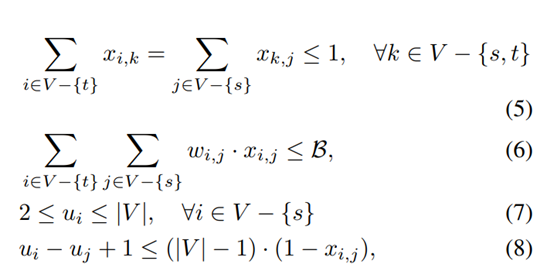 ∑_{i∈V−{t}} x_{i,k} = ∑_{j∈V−{s}} x_{k,j} ≤ 1, ∀k ∈ V − {s, t}
(5)
∑_{i∈V−{t}} ∑_{j∈V−{s}} w_{i,j} · x_{i,j} ≤ ℬ, (6)
2 ≤ u_i ≤ |V|, ∀i ∈ V − {s} (7)
u_i − u_j + 1 ≤ (|V| − 1) · (1 − x_{i,j}), (8)